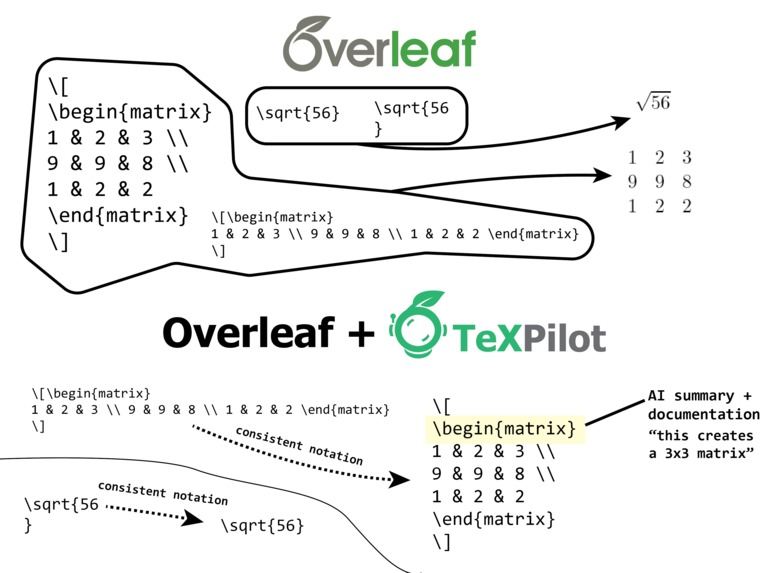 Overleaf
\[
\begin{matrix}
1 & 2 & 3 \\
9 & 9 & 8 \\
1 & 2 & 2
\end{matrix}
\]
\sqrt{56}
\sqrt{56
}
√56
1 2 3
9 9 8
1 2 2
\[\begin{matrix}
1 & 2 & 3 \\ 9 & 9 & 8 \\ 1 & 2 & 2 \end{matrix}
\]
Overleaf + TeXPilot
\[\begin{matrix}
1 & 2 & 3 \\ 9 & 9 & 8 \\ 1 & 2 & 2 \end{matrix}
\]
consistent notation
\[
\begin{matrix}
1 & 2 & 3 \\
9 & 9 & 8 \\
1 & 2 & 2
\end{matrix}
\]
AI summary +
documentation
“this creates
a 3x3 matrix”
consistent notation
\sqrt{56
}
\sqrt{56}